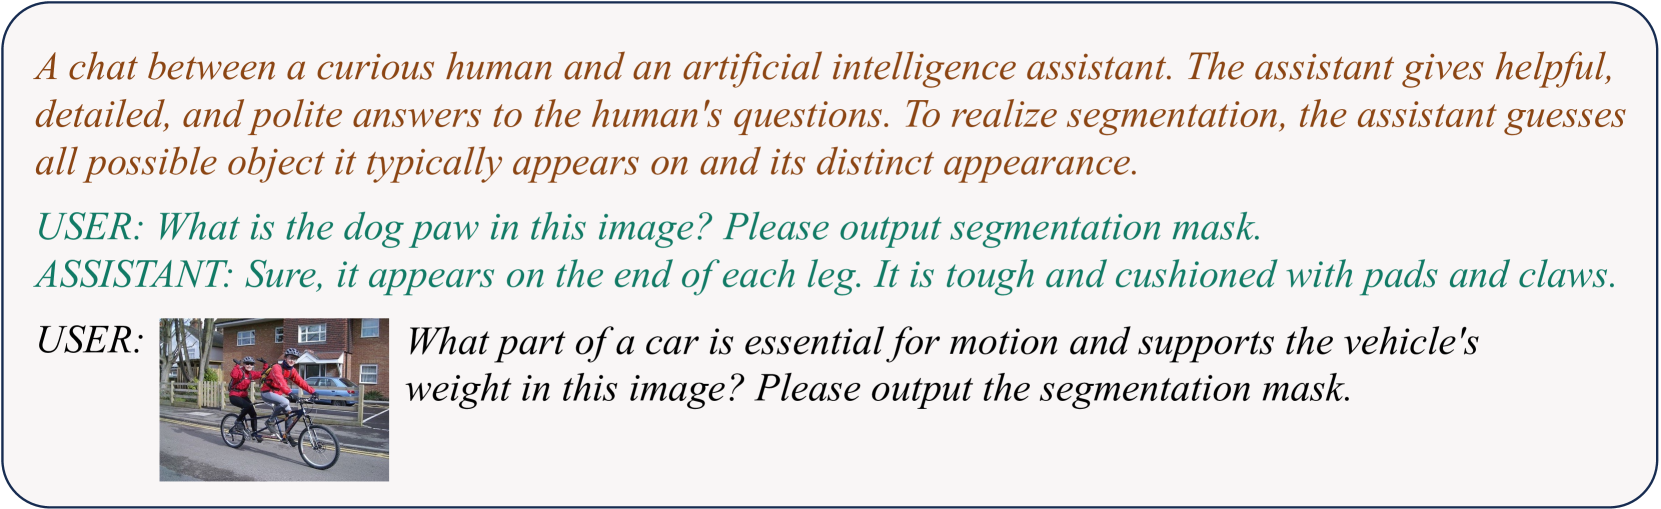 A chat between a curious human and an artificial intelligence assistant. The assistant gives helpful,
detailed, and polite answers to the human's questions. To realize segmentation, the assistant guesses
all possible object it typically appears on and its distinct appearance.
USER: What is the dog paw in this image? Please output segmentation mask.
ASSISTANT: Sure, it appears on the end of each leg. It is tough and cushioned with pads and claws.
USER: What part of a car is essential for motion and supports the vehicle's
weight in this image? Please output the segmentation mask.